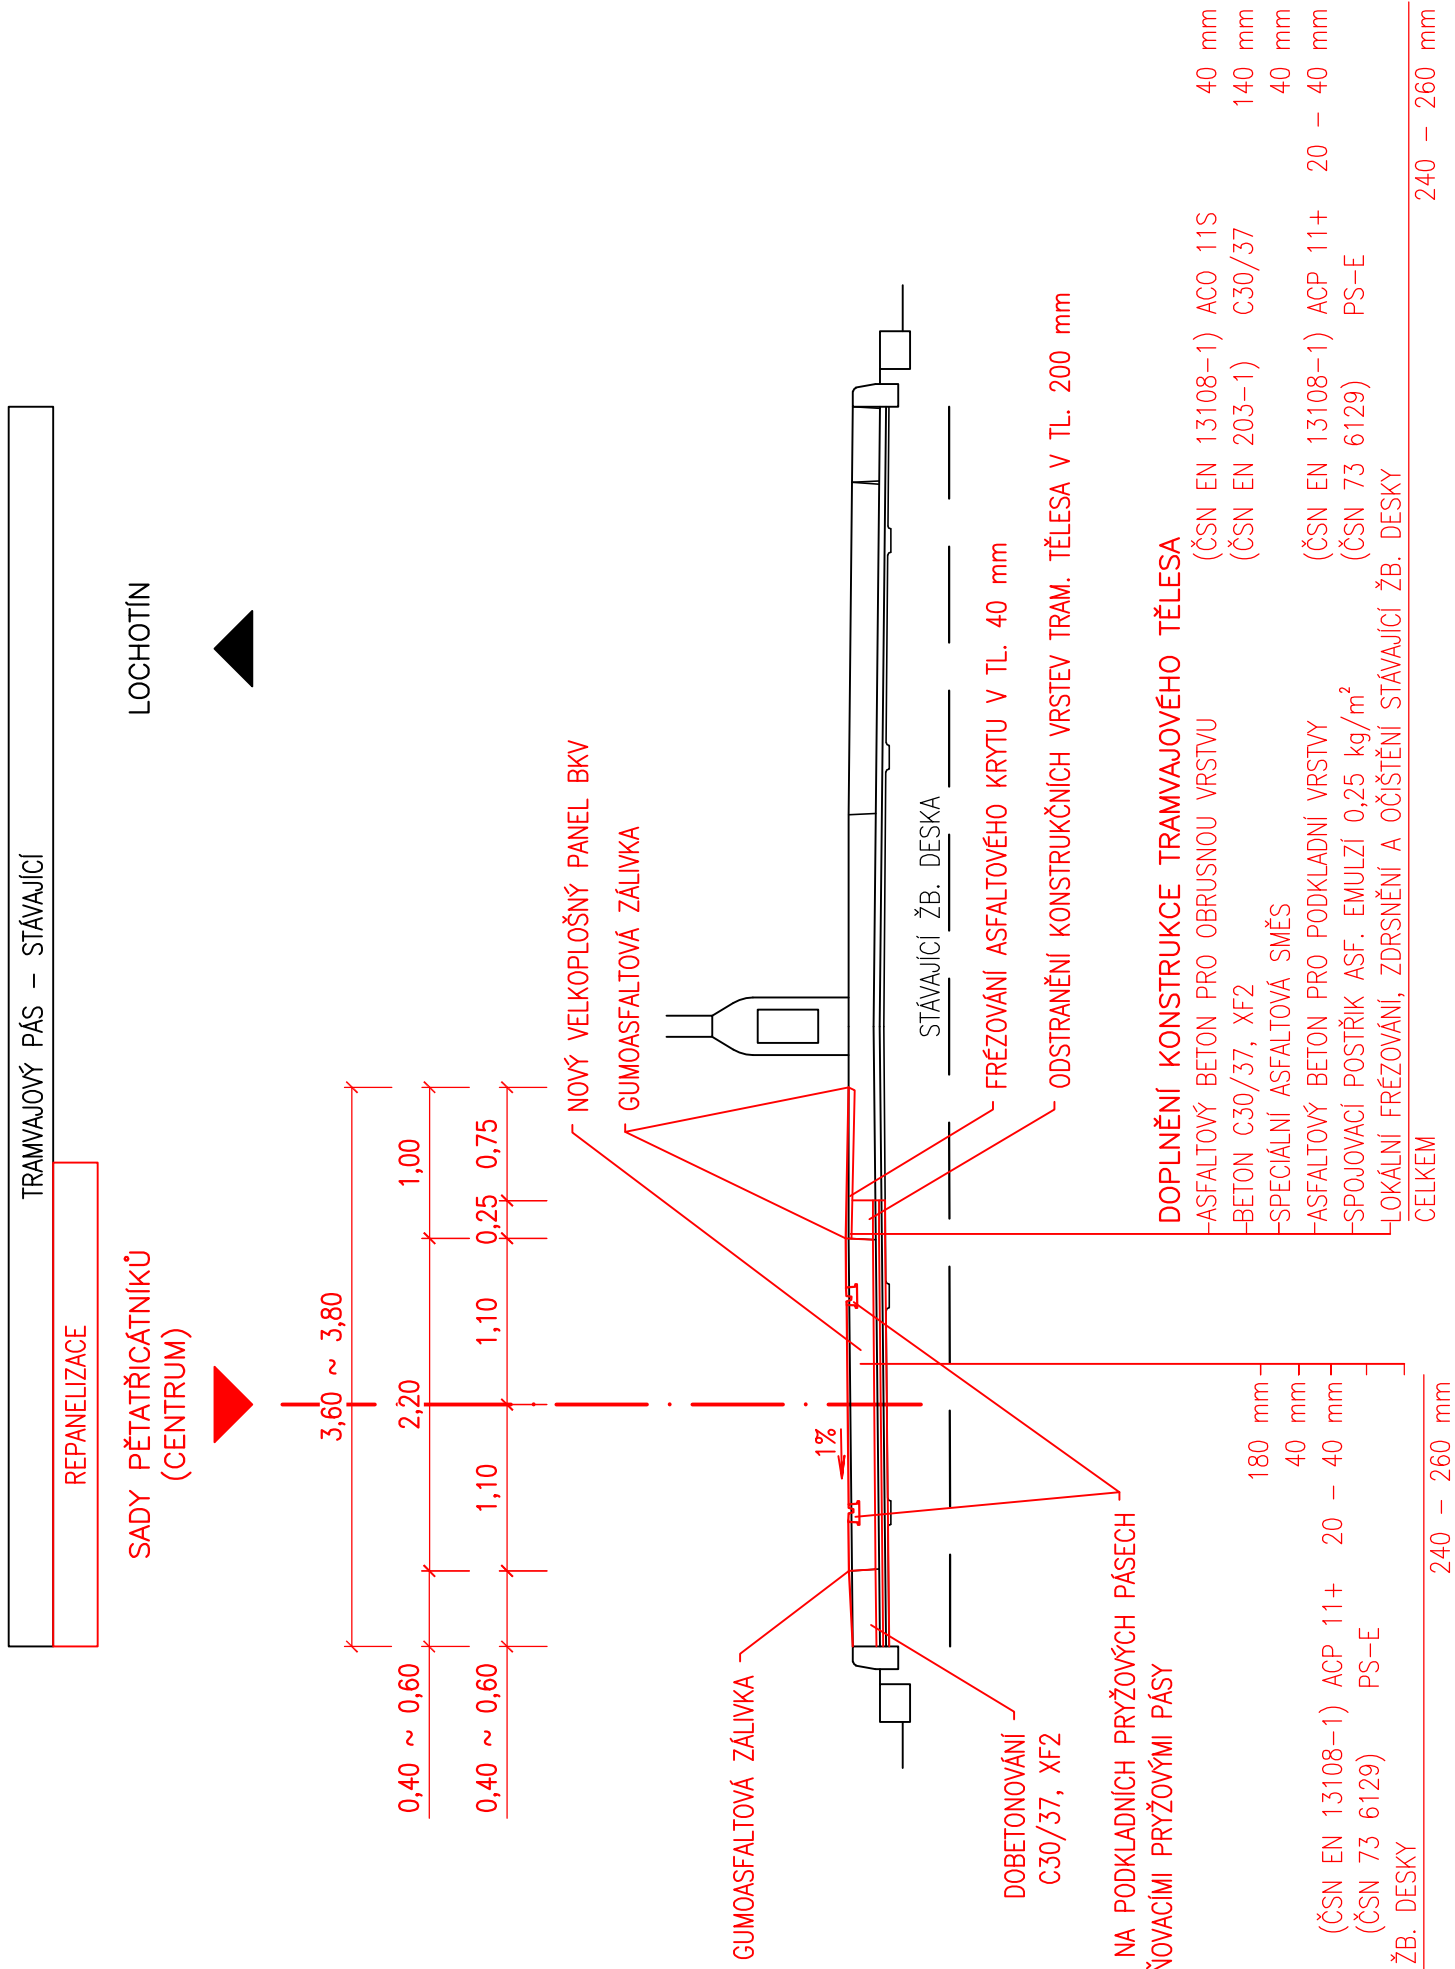 TRAMVAJOVÝ PÁS – STÁVAJÍCÍ
REPANELIZACE
SADY PĚTATŘICÁTNÍKŮ
(CENTRUM)
LOCHOTÍN
3,60 ~ 3,80
0,40 ~ 0,60
2,20
1,00
0,40 ~ 0,60
1,10
1,10
0,25
0,75
NOVÝ VELKOPLOŠNÝ PANEL BKV
GUMOASFALTOVÁ ZÁLIVKA
GUMOASFALTOVÁ ZÁLIVKA
1%
STÁVAJÍCÍ ŽB. DESKA
FRÉZOVÁNÍ ASFALTOVÉHO KRYTU V TL. 40 mm
ODSTRANĚNÍ KONSTRUKČNÍCH VRSTEV TRAM. TĚLESA V TL. 200 mm
DOBETONOVÁNÍ
C30/37, XF2
NA PODKLADNÍCH PRYŽOVÝCH PÁSECH
ŇOVACÍMI PRYŽOVÝMI PÁSY
DOPLNĚNÍ KONSTRUKCE TRAMVAJOVÉHO TĚLESA
ASFALTOVÝ BETON PRO OBRUSNOU VRSTVU (ČSN EN 13108–1) ACO 11S 40 mm
BETON C30/37, XF2 (ČSN EN 203–1) C30/37 140 mm
SPECIÁLNÍ ASFALTOVÁ SMĚS 40 mm
ASFALTOVÝ BETON PRO PODKLADNÍ VRSTVY (ČSN EN 13108–1) ACP 11+ 20 – 40 mm
SPOJOVACÍ POSTŘIK ASF. EMULZÍ 0,25 kg/m² (ČSN 73 6129) PS–E
LOKÁLNÍ FRÉZOVÁNÍ, ZDRSNĚNÍ A OČIŠTĚNÍ STÁVAJÍCÍ ŽB. DESKY
CELKEM 240 – 260 mm
180 mm
40 mm
(ČSN EN 13108–1) ACP 11+ 20 – 40 mm
(ČSN 73 6129) PS–E
ŽB. DESKY
240 – 260 mm